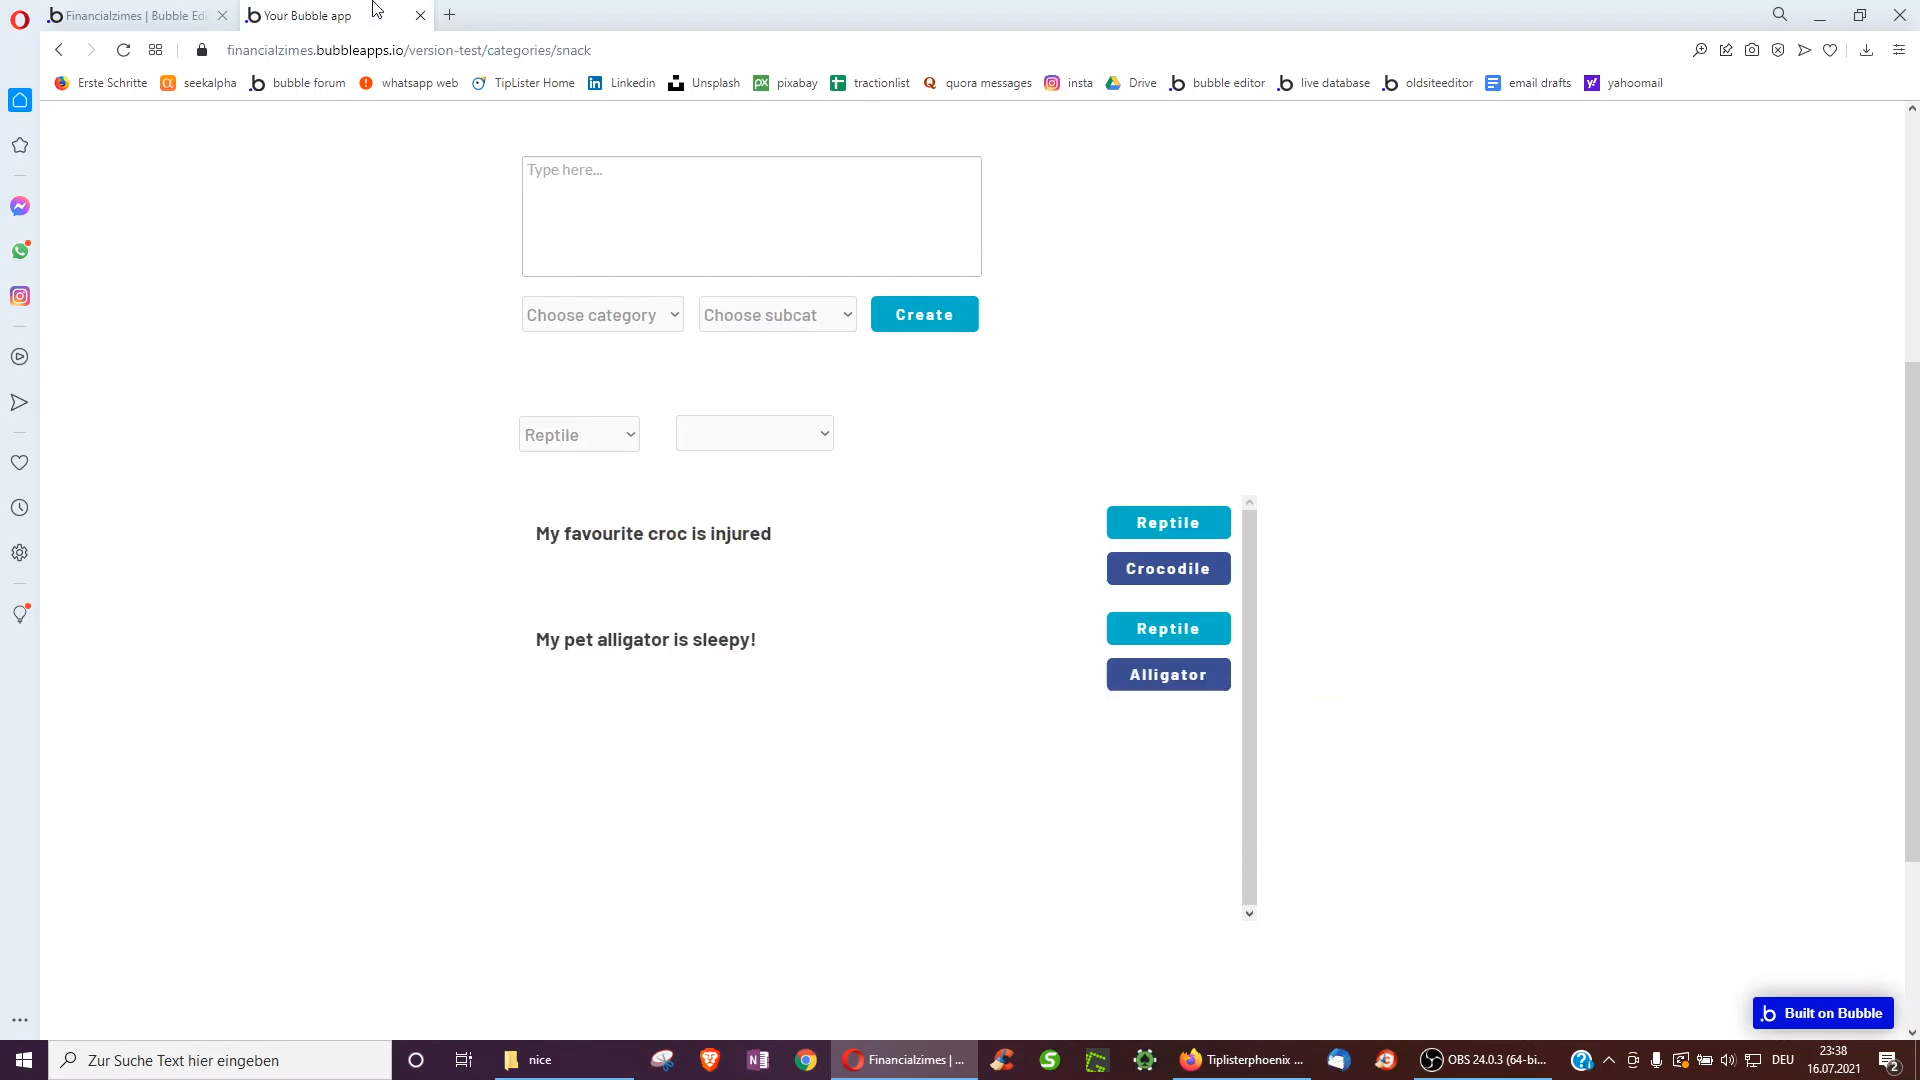 Financialzimes | Bubble Edi
Your Bubble app
financialzimes.bubbleapps.io/version-test/categories/snack
Erste Schritte
seekalpha
bubble forum
whatsapp web
TipLister Home
Linkedin
Unsplash
pixabay
tractionlist
quora messages
insta
Drive
bubble editor
live database
oldsiteeditor
email drafts
yahoomail
Type here...
Choose category
Choose subcat
Create
Reptile
My favourite croc is injured
Reptile
Crocodile
My pet alligator is sleepy!
Reptile
Alligator
Built on Bubble
Zur Suche Text hier eingeben
nice
Financialzimes | ...
Tiplisterphoenix ...
OBS 24.0.3 (64-bi...
DEU
23:38
16.07.2021
2